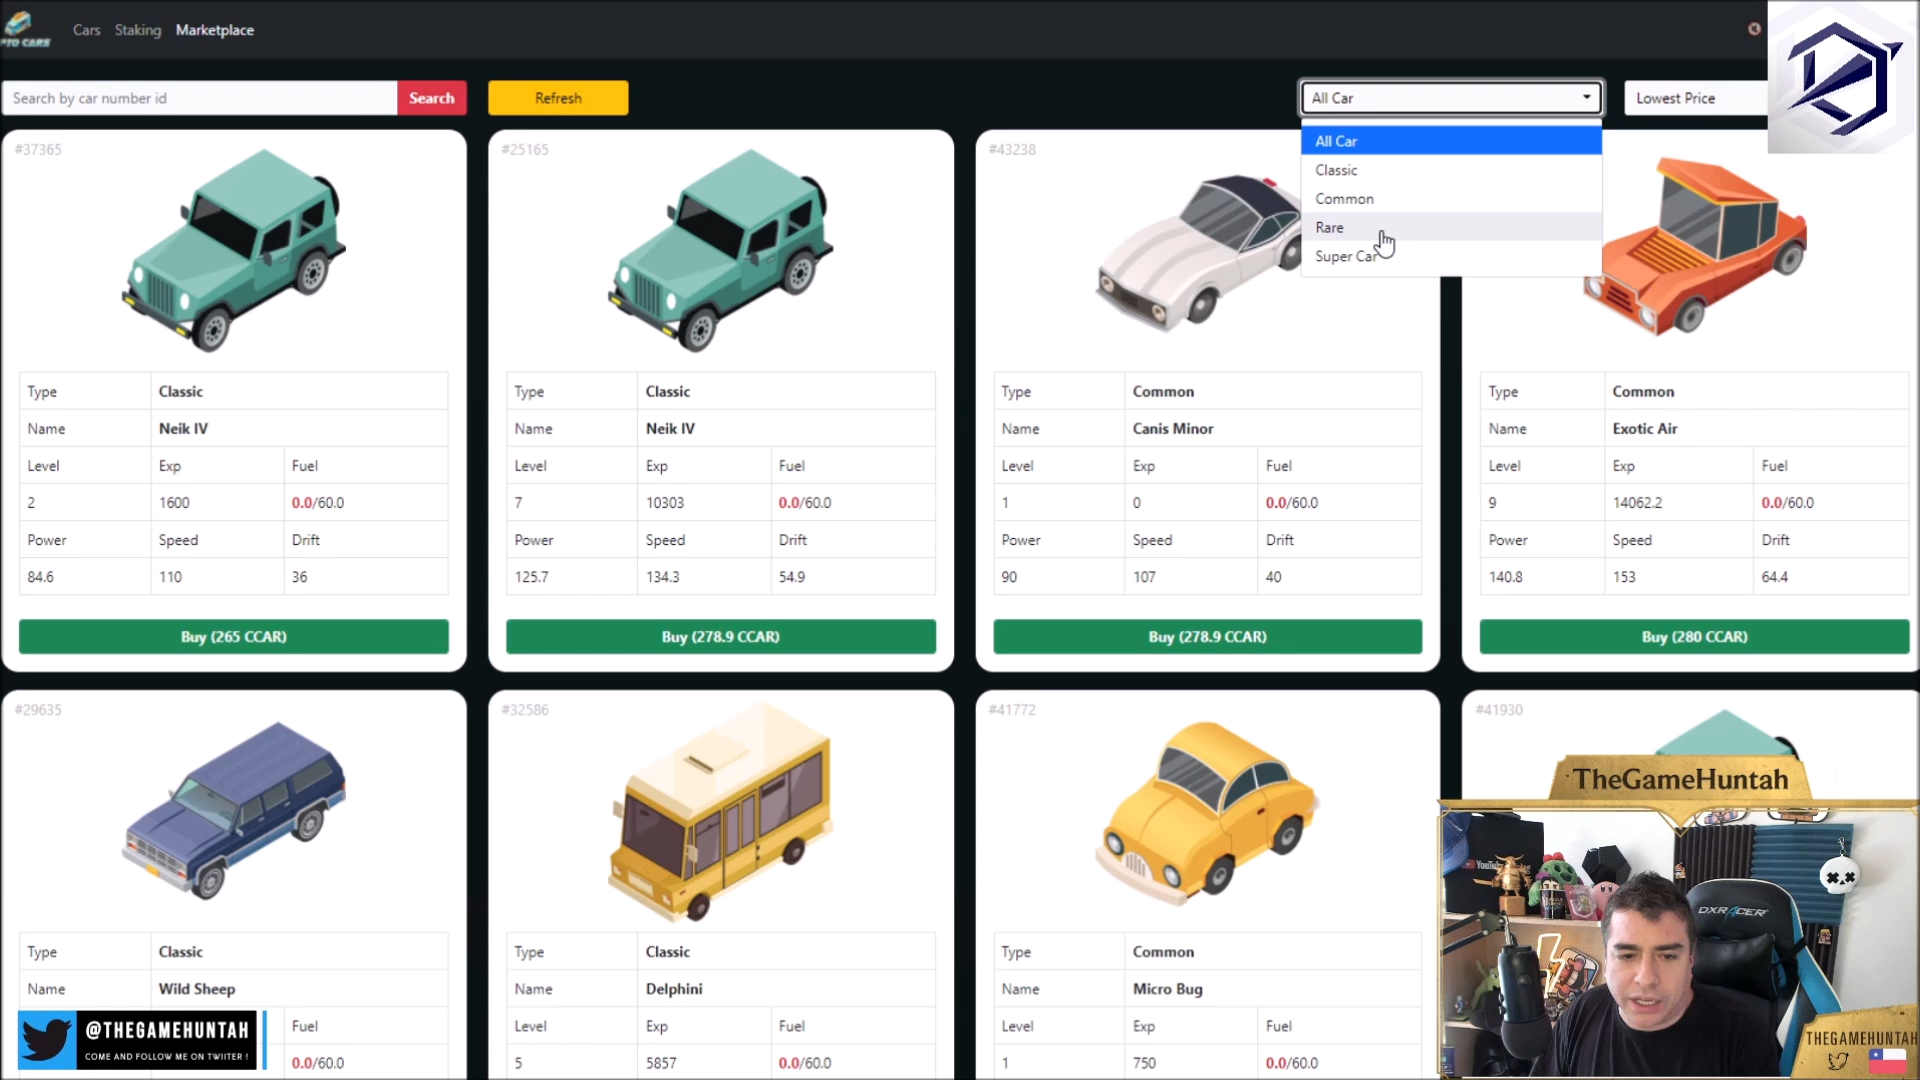 PTO CARS
Cars Staking Marketplace
Search by car number id Search Refresh All Car Lowest Price
All Car
Classic
Common
Rare
Super Car
#37365
Type Classic
Name Neik IV
Level Exp Fuel
2 1600 0.0/60.0
Power Speed Drift
84.6 110 36
Buy (265 CCAR)
#25165
Type Classic
Name Neik IV
Level Exp Fuel
7 10303 0.0/60.0
Power Speed Drift
125.7 134.3 54.9
Buy (278.9 CCAR)
#43238
Type Common
Name Canis Minor
Level Exp Fuel
1 0 0.0/60.0
Power Speed Drift
90 107 40
Buy (278.9 CCAR)
Type Common
Name Exotic Air
Level Exp Fuel
9 14062.2 0.0/60.0
Power Speed Drift
140.8 153 64.4
Buy (280 CCAR)
#29635
Type Classic
Name Wild Sheep
Fuel
0.0/60.0
#32586
Type Classic
Name Delphini
Level Exp Fuel
5 5857 0.0/60.0
#41772
Type Common
Name Micro Bug
Level Exp Fuel
1 750 0.0/60.0
#41930
TheGameHuntah
YouTube
DXRACER
@THEGAMEHUNTAH
COME AND FOLLOW ME ON TWIITER !
THEGAMEHUNTAH